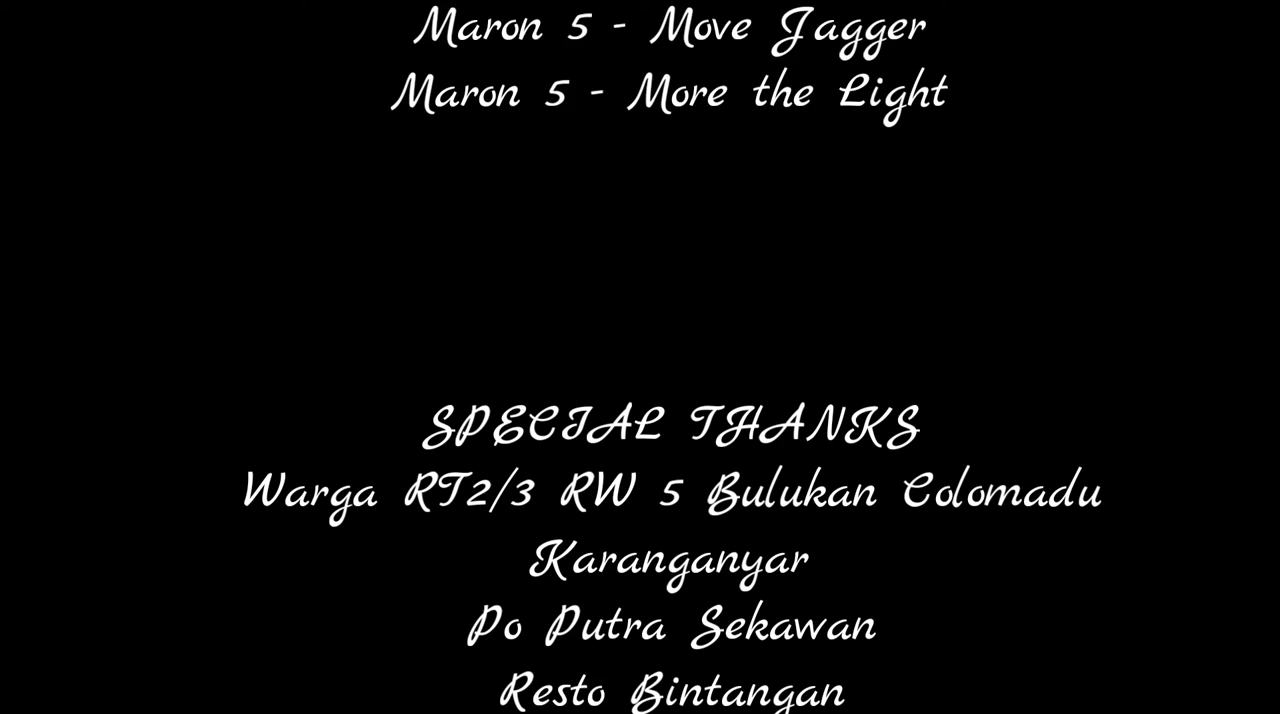 Maron 5 - Move Jagger
Maron 5 - More the Light
SPECIAL THANKS
Warga RT2/3 RW 5 Bulukan Colomadu
Karanganyar
Po Putra Sekawan
Resto Bintangan